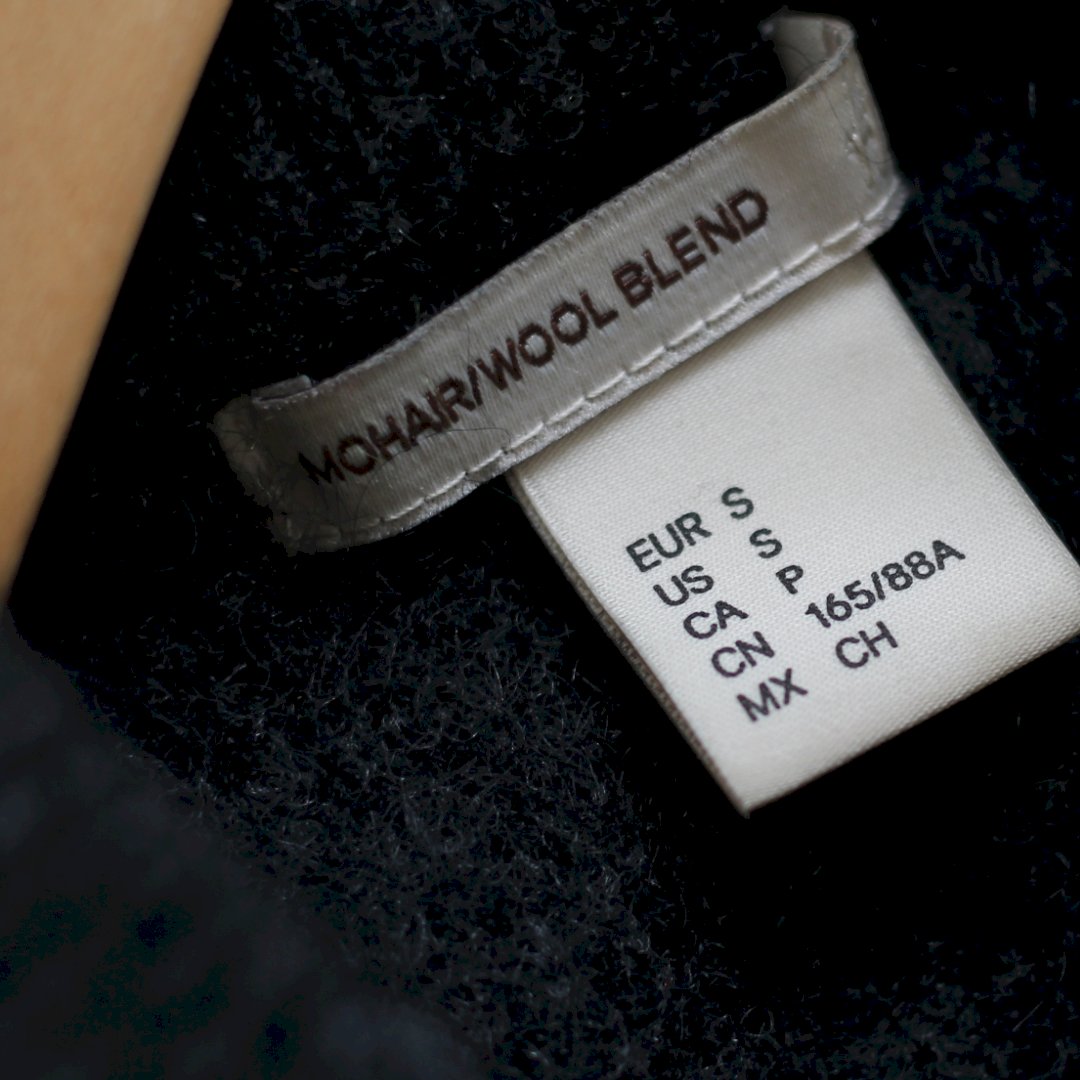 MOHAIR/WOOL BLEND
EUR S
US S
CA P
CN 165/88A
MX CH